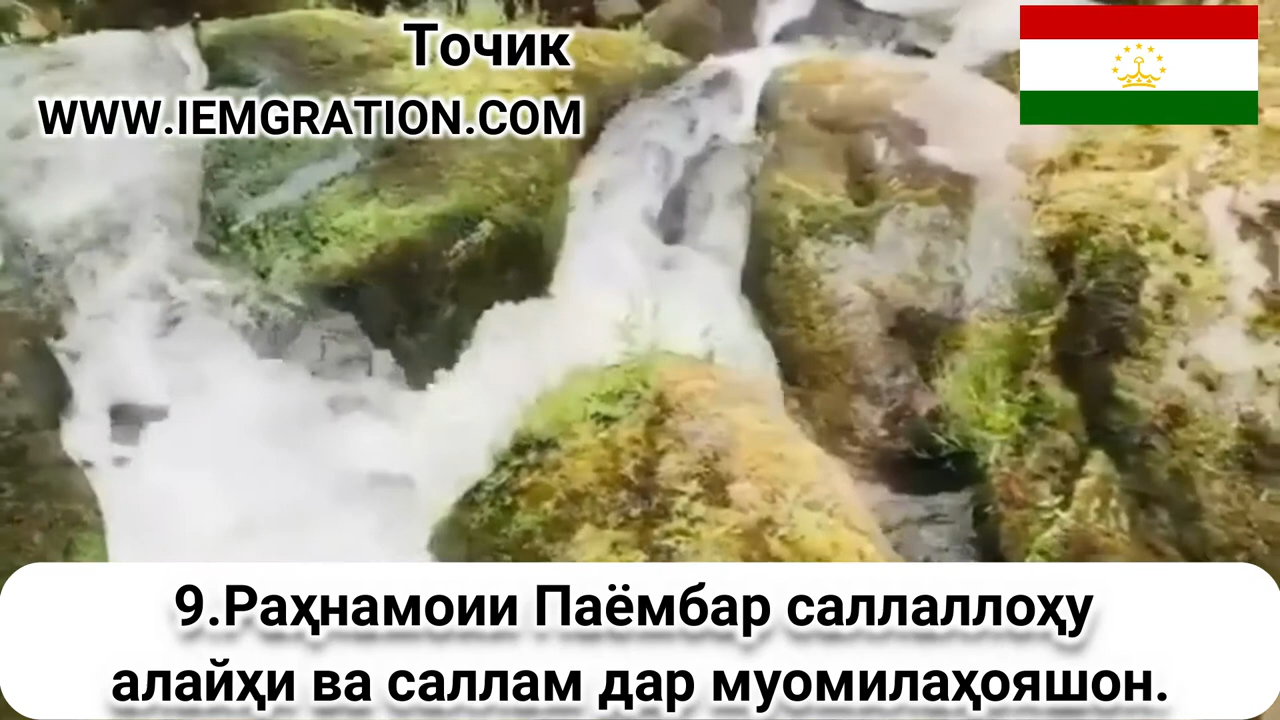 Точик
WWW.IEMGRATION.COM
9.Раҳнамоии Паёмбар саллаллоҳу
алайҳи ва саллам дар муомилаҳояшон.